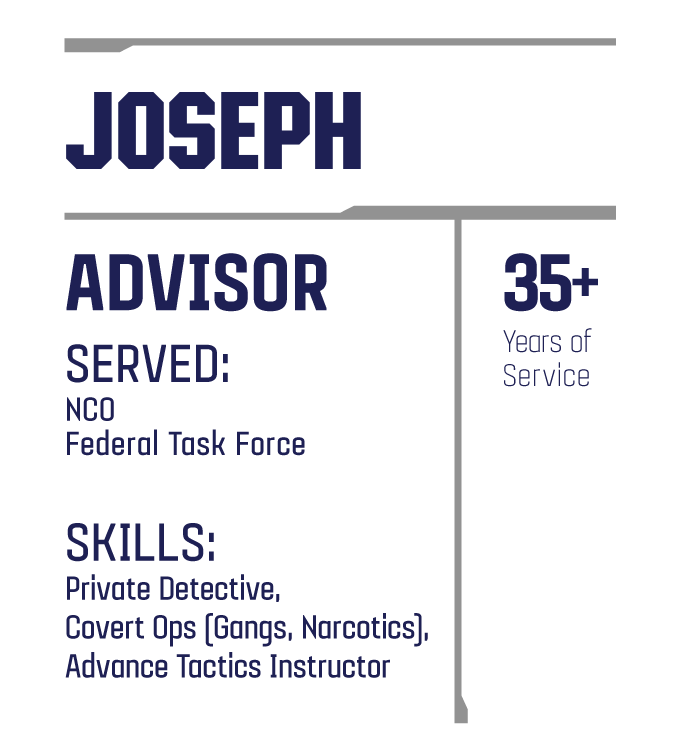 JOSEPH
ADVISOR
SERVED:
NCO
Federal Task Force
SKILLS:
Private Detective,
Covert Ops (Gangs, Narcotics),
Advance Tactics Instructor
35+
Years of
Service